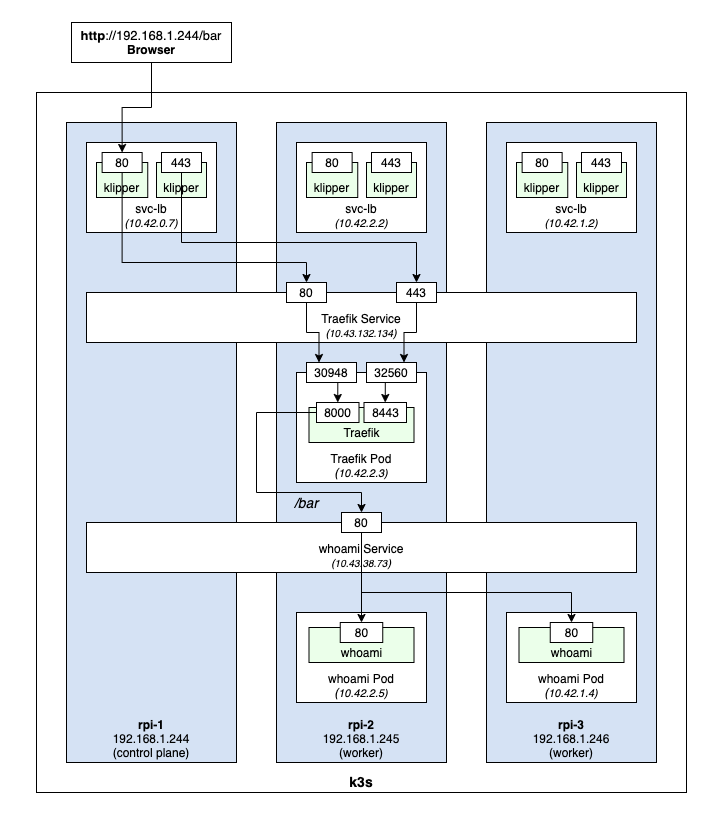 http://192.168.1.244/bar
Browser
80
443
klipper
klipper
svc-lb
(10.42.0.7)
80
443
klipper
klipper
svc-lb
(10.42.2.2)
80
443
klipper
klipper
svc-lb
(10.42.1.2)
80
443
Traefik Service
(10.43.132.134)
30948
32560
8000
8443
Traefik
Traefik Pod
(10.42.2.3)
/bar
80
whoami Service
(10.43.38.73)
80
whoami
whoami Pod
(10.42.2.5)
80
whoami
whoami Pod
(10.42.1.4)
rpi-1
192.168.1.244
(control plane)
rpi-2
192.168.1.245
(worker)
rpi-3
192.168.1.246
(worker)
k3s